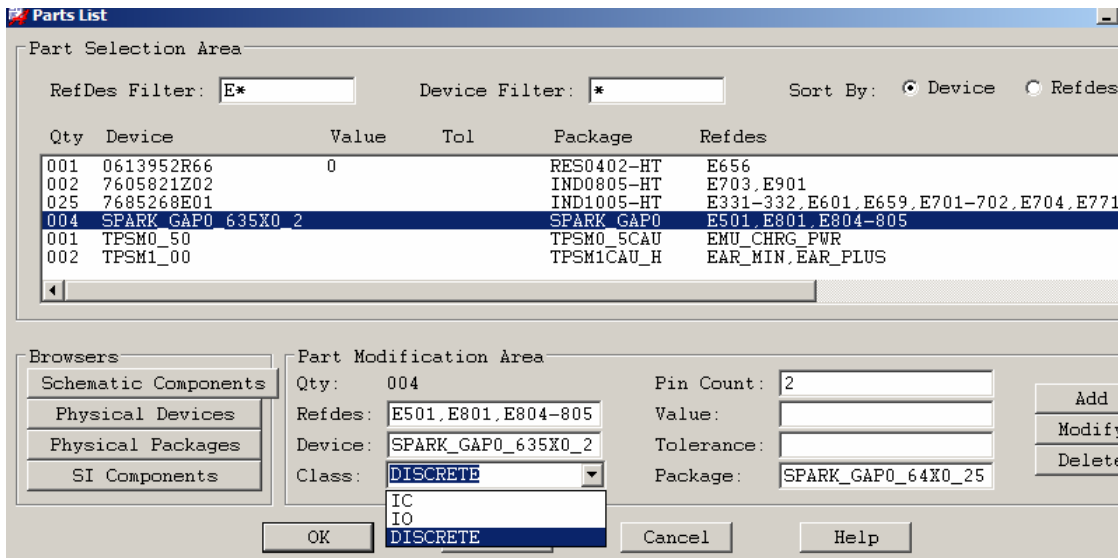 Parts List
Part Selection Area
RefDes Filter: E* Device Filter: * Sort By: Device Refdes
Qty Device Value Tol Package Refdes
001 0613952R66 0 RES0402-HT E656
002 7605821Z02 IND0805-HT E703,E901
025 7685268E01 IND1005-HT E331-332,E601,E659,E701-702,E704,E771
004 SPARK_GAP0_635X0_2 SPARK_GAP0 E501,E801,E804-805
001 TPSM0_50 TPSM0_5CAU EMU_CHRG_PWR
002 TPSM1_00 TPSM1CAU_H EAR_MIN,EAR_PLUS
Browsers Part Modification Area
Schematic Components Qty: 004 Pin Count: 2
Add
Physical Devices Refdes: E501,E801,E804-805 Value:
Modify
Physical Packages Device: SPARK_GAP0_635X0_2 Tolerance:
Delete
SI Components Class: DISCRETE Package: SPARK_GAP0_64X0_25
IC
IO
DISCRETE
OK Cancel Help